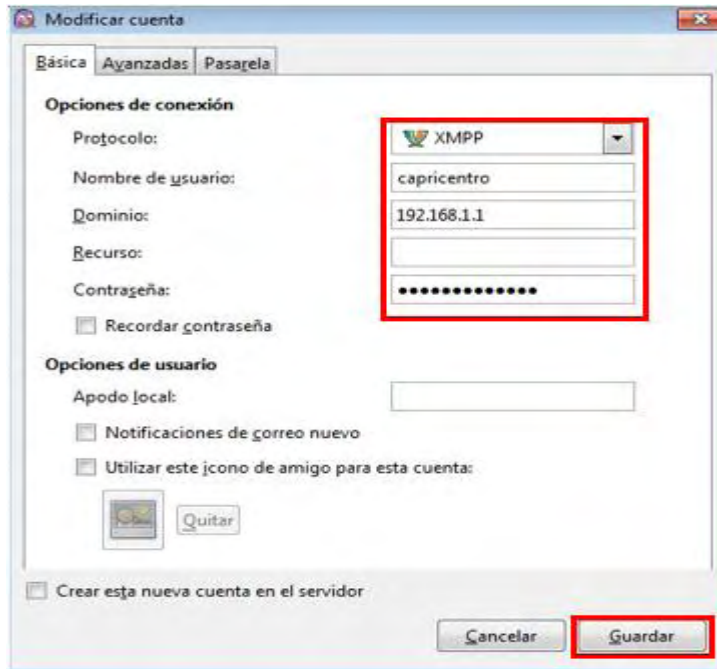 Modificar cuenta
Básica Avanzadas Pasarela
Opciones de conexión
Protocolo: XMPP
Nombre de usuario: capricentro
Dominio: 192.168.1.1
Recurso:
Contraseña: •••••••••••••
Recordar contraseña
Opciones de usuario
Apodo local:
Notificaciones de correo nuevo
Utilizar este icono de amigo para esta cuenta:
Quitar
Crear esta nueva cuenta en el servidor
Cancelar Guardar